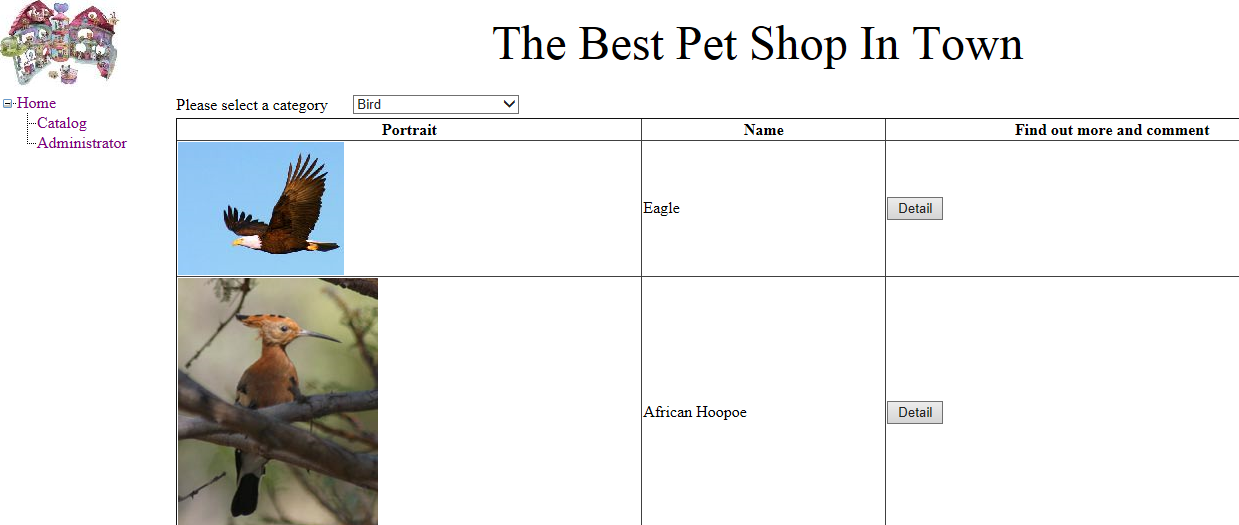 The Best Pet Shop In Town
Home
Catalog
Administrator
Please select a category Bird
Portrait Name Find out more and comment
Eagle Detail
African Hoopoe Detail